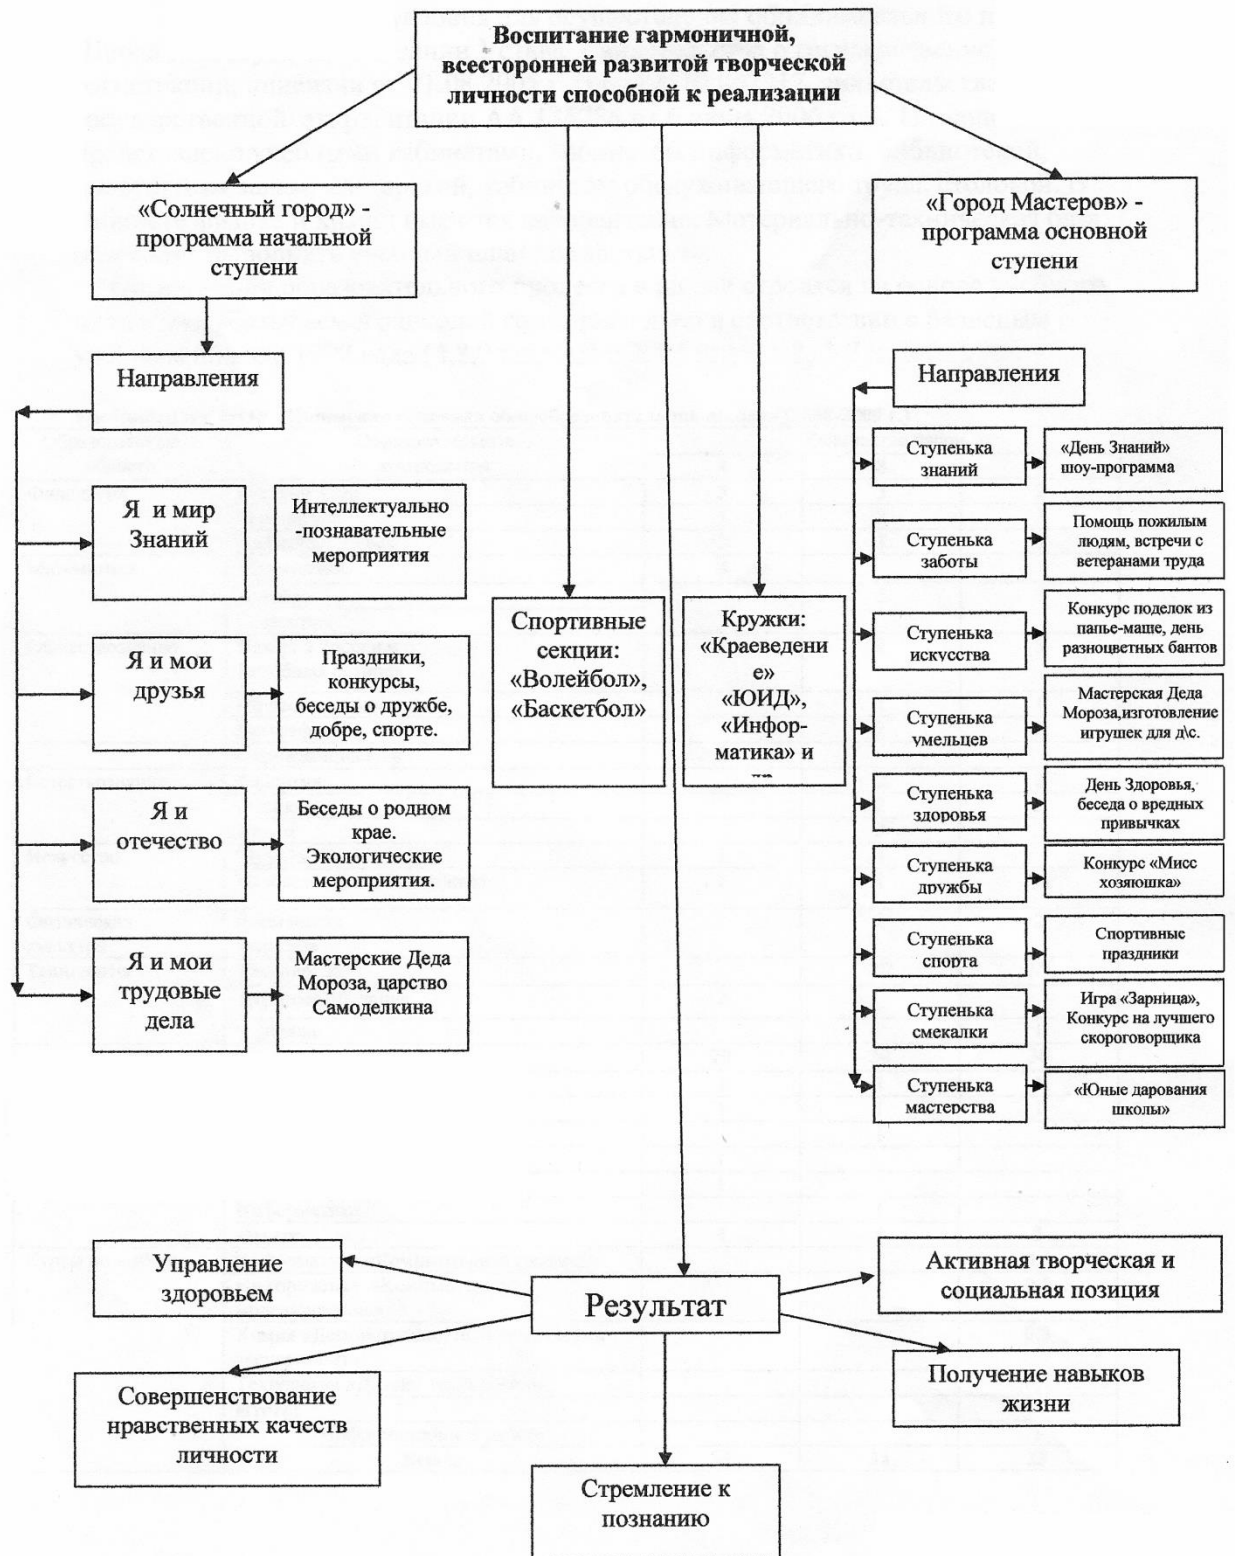 Воспитание гармоничной,
всесторонней развитой творческой
личности способной к реализации
«Солнечный город» -
программа начальной
ступени
«Город Мастеров» -
программа основной
ступени
Направления
Я и мир
Знаний
Интеллектуально
-познавательные
мероприятия
Я и мои
друзья
Праздники,
конкурсы,
беседы о дружбе,
добре, спорте.
Я и
отечество
Беседы о родном
крае.
Экологические
мероприятия.
Я и мои
трудовые
дела
Мастерские Деда
Мороза, царство
Самоделкина
Спортивные
секции:
«Волейбол»,
«Баскетбол»
Кружки:
«Краеведени
е»
«ЮИД»,
«Инфор-
матика» и
Направления
Ступенька
знаний
«День Знаний»
шоу-программа
Ступенька
заботы
Помощь пожилым
людям, встречи с
ветеранами труда
Ступенька
искусства
Конкурс поделок из
папье-маше, день
разноцветных бантов
Ступенька
умельцев
Мастерская Деда
Мороза,изготовление
игрушек для д\с.
Ступенька
здоровья
День Здоровья,
беседа о вредных
привычках
Ступенька
дружбы
Конкурс «Мисс
хозяюшка»
Ступенька
спорта
Спортивные
праздники
Ступенька
смекалки
Игра «Зарница»,
Конкурс на лучшего
скороговорщика
Ступенька
мастерства
«Юные дарования
школы»
Управление
здоровьем
Результат
Активная творческая и
социальная позиция
Совершенствование
нравственных качеств
личности
Получение навыков
жизни
Стремление к
познанию